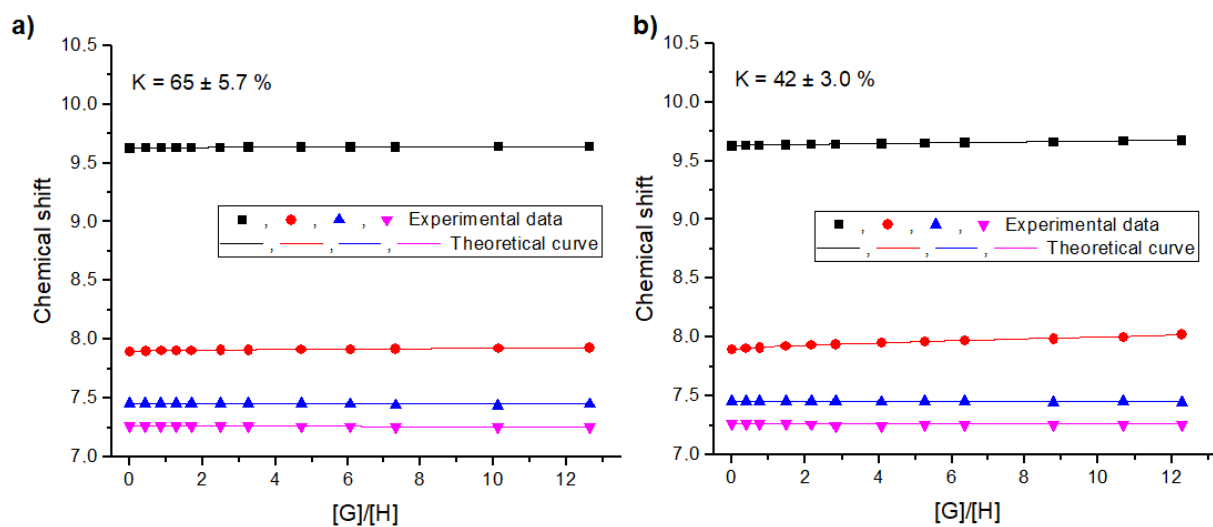 a)
K = 65 ± 5.7 %
Chemical shift
10.5
10.0
9.5
9.0
8.5
8.0
7.5
7.0
, , , Experimental data
, , , Theoretical curve
0 2 4 6 8 10 12
[G]/[H]
b)
K = 42 ± 3.0 %
Chemical shift
10.5
10.0
9.5
9.0
8.5
8.0
7.5
7.0
, , , Experimental data
, , , Theoretical curve
0 2 4 6 8 10 12
[G]/[H]